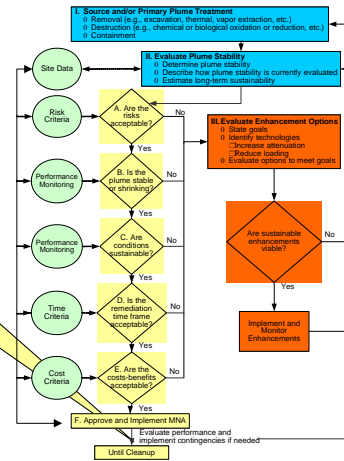 I. Source and/or Primary Plume Treatment
0 Removal (e.g., excavation, thermal, vapor extraction, etc.)
0 Destruction (e.g., chemical or biological oxidation or reduction, etc.)
0 Containment
II. Evaluate Plume Stability
0 Determine plume stability
0 Describe how plume stability is currently evaluated
0 Estimate long-term sustainability
Site Data
Risk
Criteria
A. Are the
risks
acceptable?
No
Yes
III. Evaluate Enhancement Options
0 State goals
0 Identify technologies
□Increase attenuation
□Reduce loading
0 Evaluate options to meet goals
Performance
Monitoring
B. Is the
plume stable
or shrinking?
No
Yes
Performance
Monitoring
C. Are
conditions
sustainable?
No
Yes
Are sustainable
enhancements
viable?
No
Yes
Time
Criteria
D. Is the
remediation
time frame
acceptable?
No
Yes
Implement and
Monitor
Enhancements
Cost
Criteria
E. Are the
costs-benefits
acceptable?
No
Yes
F. Approve and Implement MNA
Evaluate performance and
implement contingencies if needed
Until Cleanup